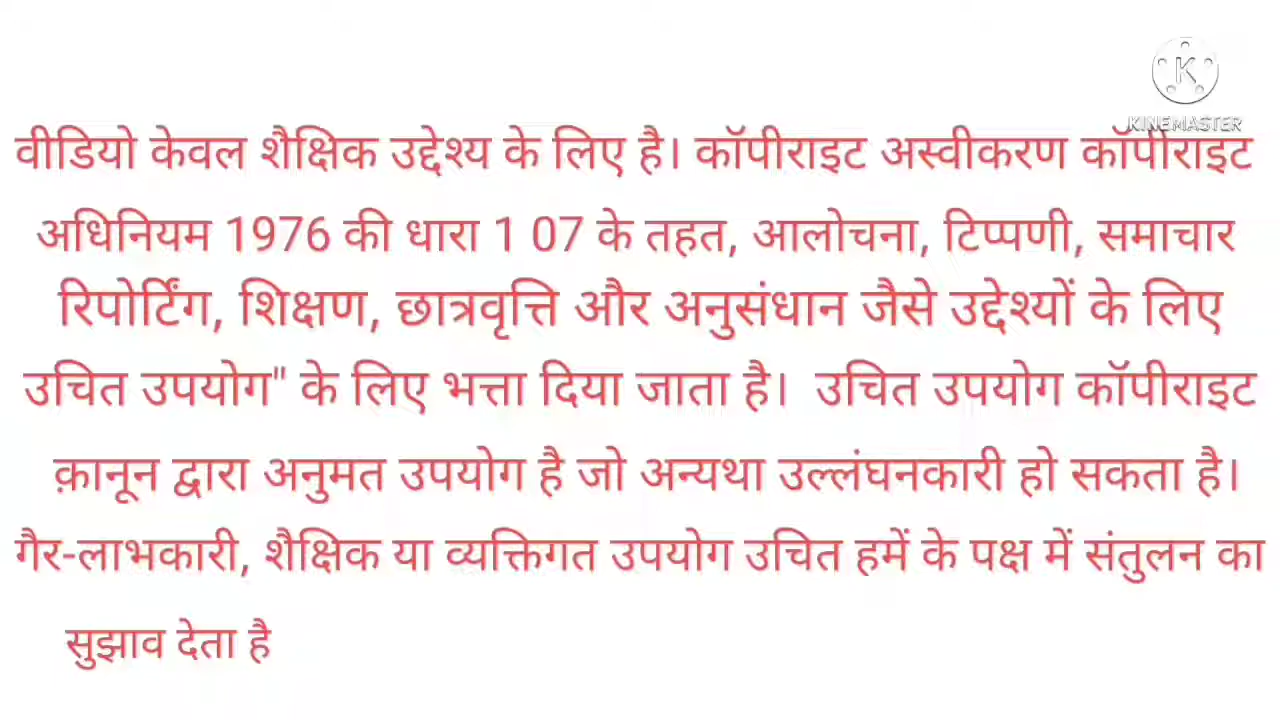 KINEMASTER
वीडियो केवल शैक्षिक उद्देश्य के लिए है। कॉपीराइट अस्वीकरण कॉपीराइट
अधिनियम 1976 की धारा 1 07 के तहत, आलोचना, टिप्पणी, समाचार
रिपोर्टिंग, शिक्षण, छात्रवृत्ति और अनुसंधान जैसे उद्देश्यों के लिए
उचित उपयोग" के लिए भत्ता दिया जाता है। उचित उपयोग कॉपीराइट
क़ानून द्वारा अनुमत उपयोग है जो अन्यथा उल्लंघनकारी हो सकता है।
गैर-लाभकारी, शैक्षिक या व्यक्तिगत उपयोग उचित हमें के पक्ष में संतुलन का
सुझाव देता है